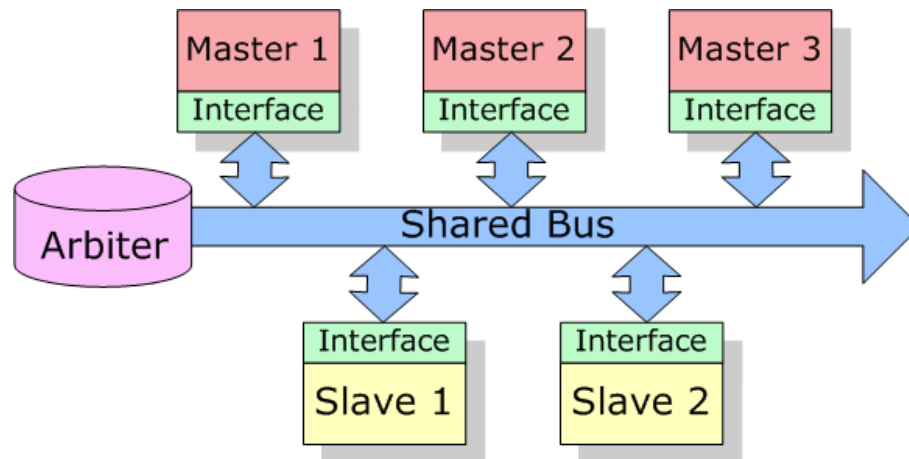 Master 1
Interface
Master 2
Interface
Master 3
Interface
Arbiter
Shared Bus
Interface
Slave 1
Interface
Slave 2